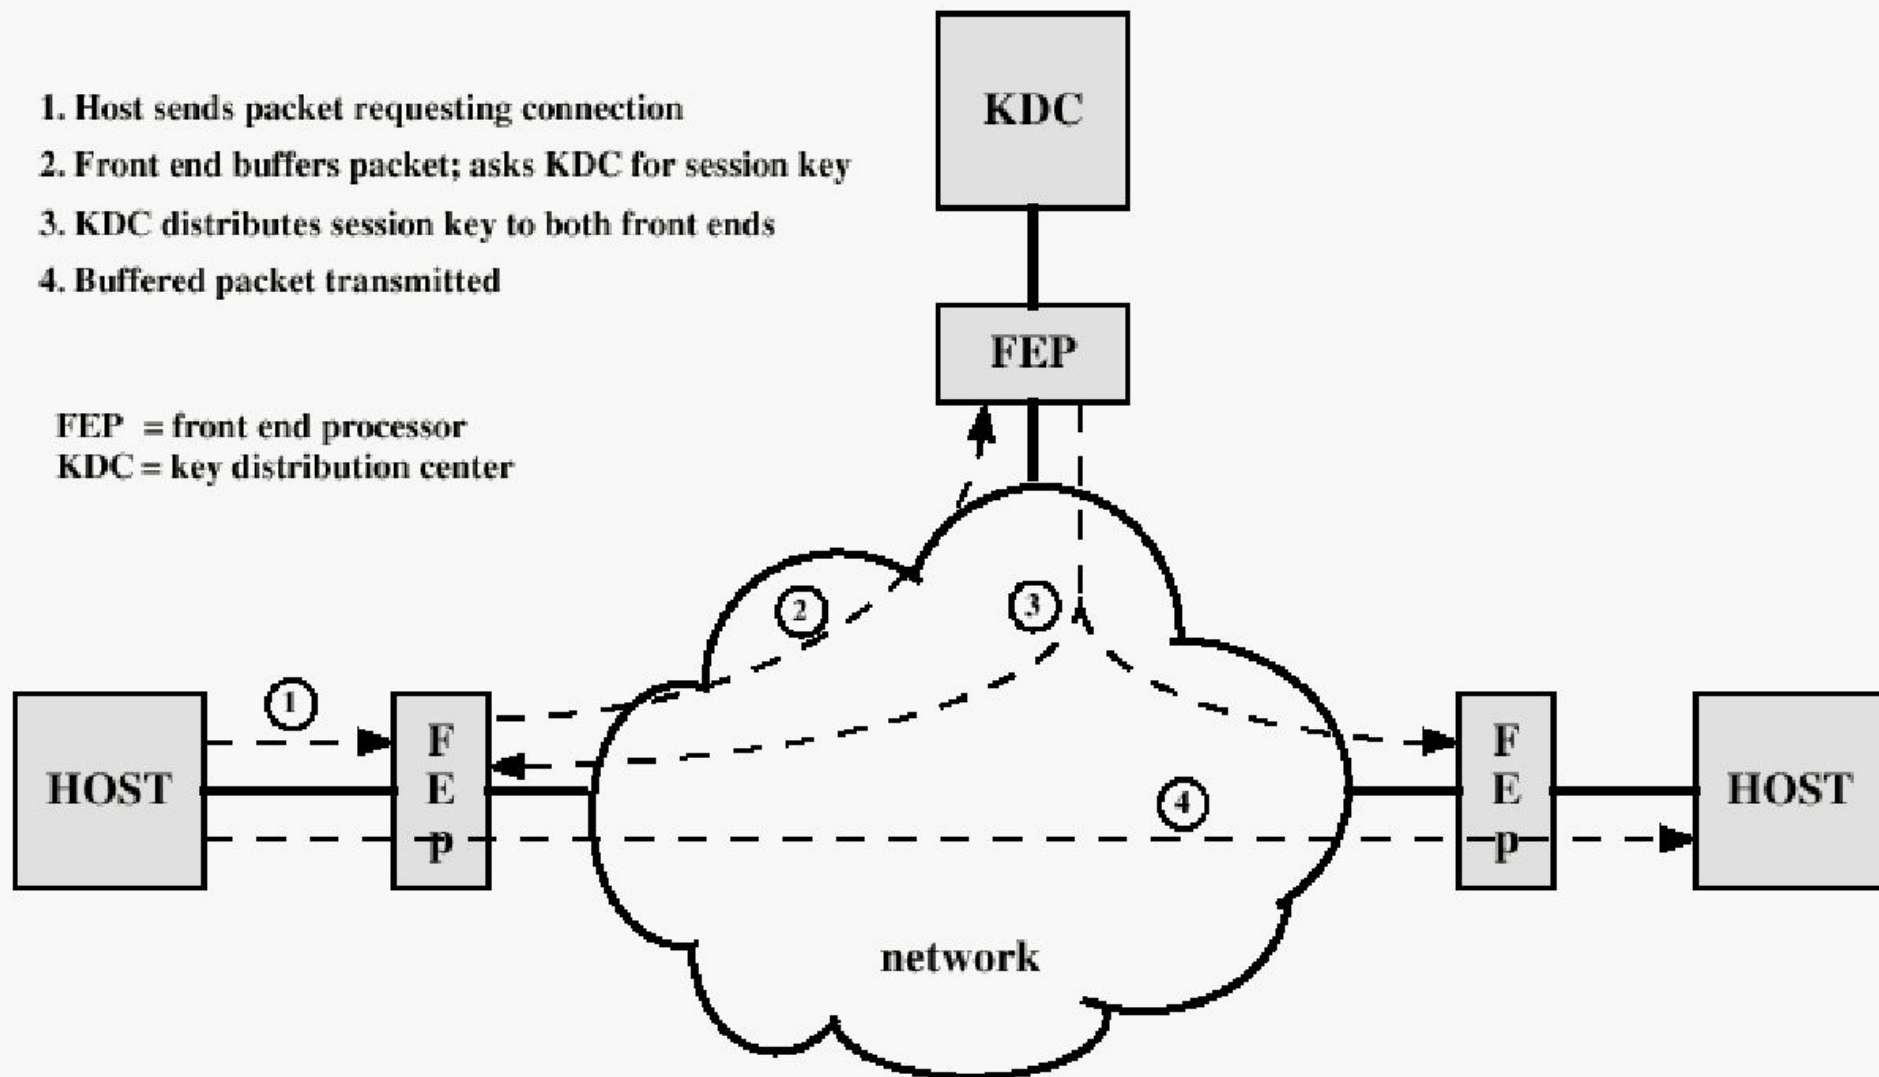 1. Host sends packet requesting connection
2. Front end buffers packet; asks KDC for session key
3. KDC distributes session key to both front ends
4. Buffered packet transmitted
FEP = front end processor
KDC = key distribution center
KDC
FEP
2
3
1
4
HOST
F
E
p
F
E
p
HOST
network